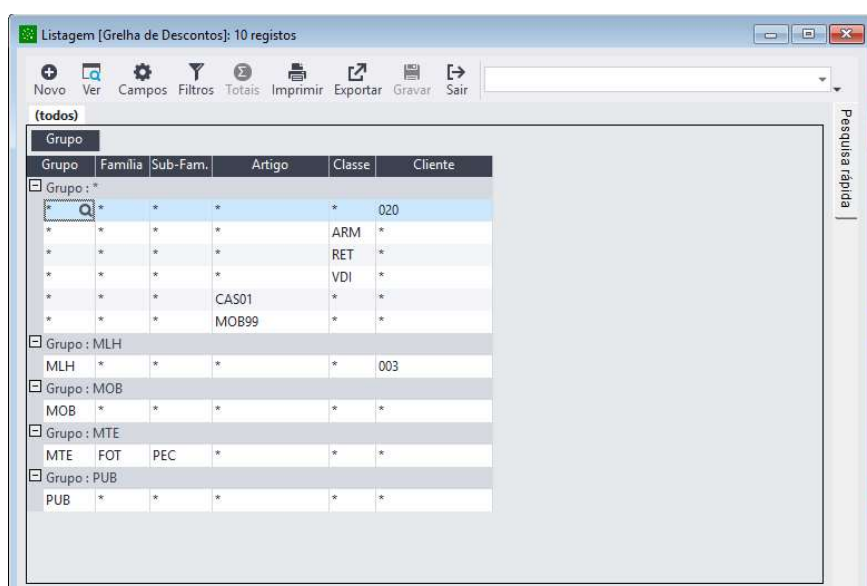 Listagem [Grelha de Descontos]: 10 registos
Novo Ver Campos Filtros Totais Imprimir Exportar Gravar Sair
(todos)
Pesquisa rápida
Grupo
Grupo Família Sub-Fam. Artigo Classe Cliente
Grupo : *
* * * * * 020
* * * * ARM *
* * * * RET *
* * * * VDI *
* * * CAS01 * *
* * * MOB99 * *
Grupo : MLH
MLH * * * * 003
Grupo : MOB
MOB * * * * *
Grupo : MTE
MTE FOT PEC * * *
Grupo : PUB
PUB * * * * *